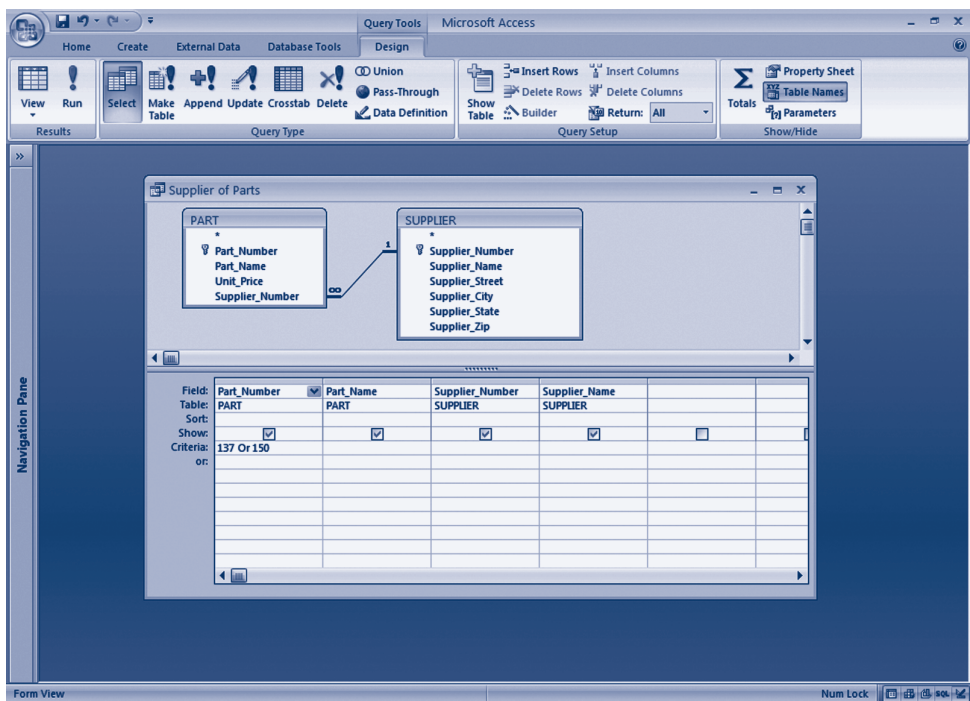 Query Tools Microsoft Access
Home Create External Data Database Tools Design
View Run Select Make Table Append Update Crosstab Delete
Union
Pass-Through
Data Definition
Show Table
Insert Rows
Delete Rows
Builder
Insert Columns
Delete Columns
Return: All
Totals
Property Sheet
Table Names
Parameters
Results Query Type Query Setup Show/Hide
»
Supplier of Parts
PART
*
Part_Number
Part_Name
Unit_Price
Supplier_Number
∞ 1
SUPPLIER
*
Supplier_Number
Supplier_Name
Supplier_Street
Supplier_City
Supplier_State
Supplier_Zip
Field: Part_Number Part_Name Supplier_Number Supplier_Name
Table: PART PART SUPPLIER SUPPLIER
Sort:
Show:
Criteria: 137 Or 150
or:
Navigation Pane
Form View Num Lock SQL